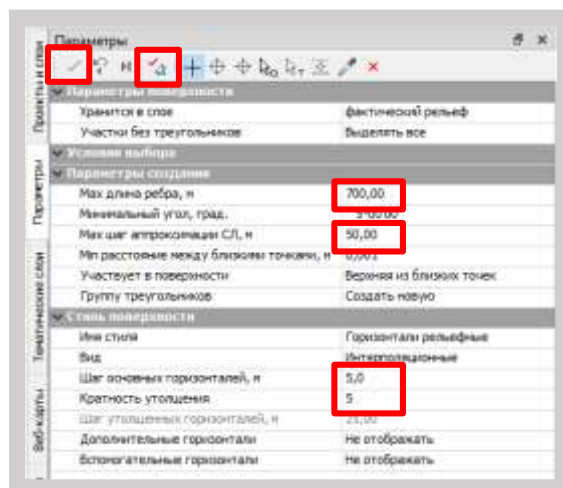 Параметры
Проекты и слои
Параметры
Тематические слои
Веб-карты
Параметры поверхности
Хранится в слое фактический рельеф
Участки без треугольников Выделять все
Условия выбора
Параметры создания
Max длина ребра, м 700,00
Минимальный угол, град.
Max шаг аппроксимации СЛ, м 50,00
Min расстояние между близкими точками, м 0,001
Участвует в поверхности Верхняя из близких точек
Группу треугольников Создать новую
Стиль поверхности
Имя стиля Горизонтали рельефные
Вид Интерполяционные
Шаг основных горизонталей, м 5,0
Кратность утолщения 5
Шаг утолщенных горизонталей, м 25,00
Дополнительные горизонтали Не отображать
Вспомогательные горизонтали Не отображать